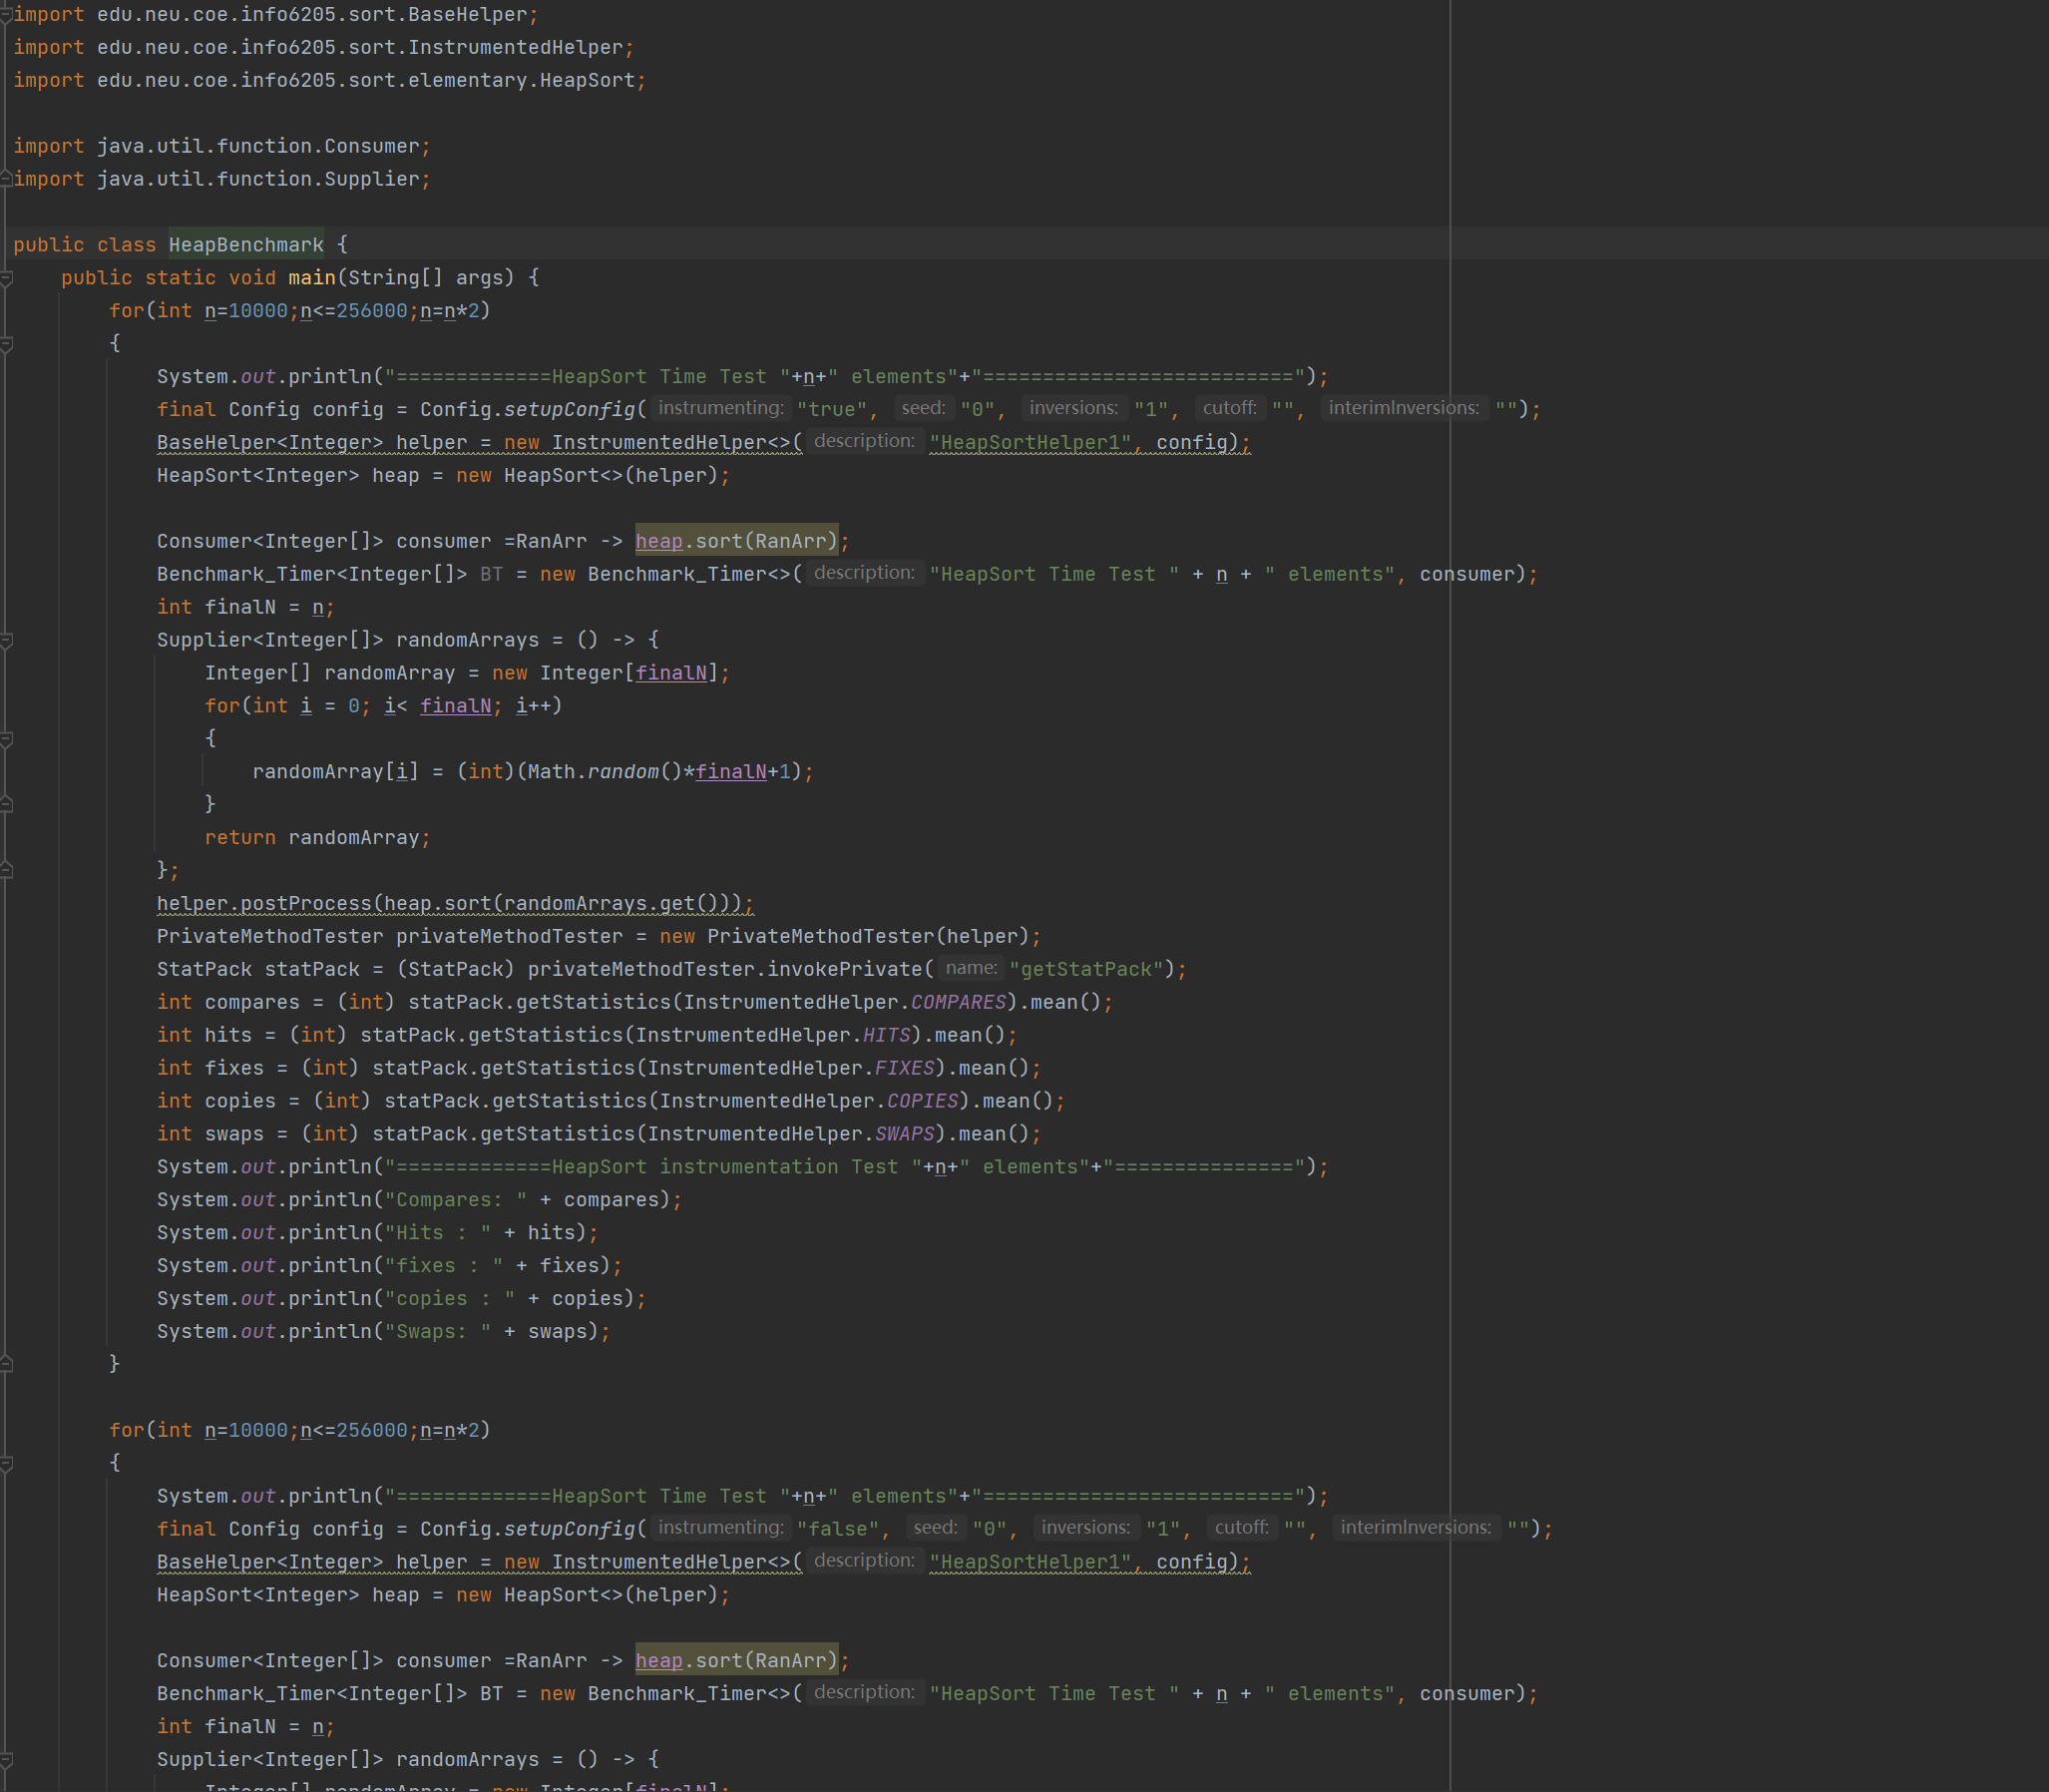 import edu.neu.coe.info6205.sort.BaseHelper;
import edu.neu.coe.info6205.sort.InstrumentedHelper;
import edu.neu.coe.info6205.sort.elementary.HeapSort;

import java.util.function.Consumer;
import java.util.function.Supplier;

public class HeapBenchmark {
    public static void main(String[] args) {
        for(int n=10000;n<=256000;n=n*2)
        {
            System.out.println("=============HeapSort Time Test "+n+" elements"+"==========================");
            final Config config = Config.setupConfig( instrumenting: "true", seed: "0", inversions: "1", cutoff: "", interimInversions: "");
            BaseHelper<Integer> helper = new InstrumentedHelper<>( description: "HeapSortHelper1", config);
            HeapSort<Integer> heap = new HeapSort<>(helper);

            Consumer<Integer[]> consumer =RanArr -> heap.sort(RanArr);
            Benchmark_Timer<Integer[]> BT = new Benchmark_Timer<>( description: "HeapSort Time Test " + n + " elements", consumer);
            int finalN = n;
            Supplier<Integer[]> randomArrays = () -> {
                Integer[] randomArray = new Integer[finalN];
                for(int i = 0; i< finalN; i++)
                {
                    randomArray[i] = (int)(Math.random()*finalN+1);
                }
                return randomArray;
            };
            helper.postProcess(heap.sort(randomArrays.get()));
            PrivateMethodTester privateMethodTester = new PrivateMethodTester(helper);
            StatPack statPack = (StatPack) privateMethodTester.invokePrivate( name: "getStatPack");
            int compares = (int) statPack.getStatistics(InstrumentedHelper.COMPARES).mean();
            int hits = (int) statPack.getStatistics(InstrumentedHelper.HITS).mean();
            int fixes = (int) statPack.getStatistics(InstrumentedHelper.FIXES).mean();
            int copies = (int) statPack.getStatistics(InstrumentedHelper.COPIES).mean();
            int swaps = (int) statPack.getStatistics(InstrumentedHelper.SWAPS).mean();
            System.out.println("=============HeapSort instrumentation Test "+n+" elements"+"===============");
            System.out.println("Compares: " + compares);
            System.out.println("Hits : " + hits);
            System.out.println("fixes : " + fixes);
            System.out.println("copies : " + copies);
            System.out.println("Swaps: " + swaps);
        }

        for(int n=10000;n<=256000;n=n*2)
        {
            System.out.println("=============HeapSort Time Test "+n+" elements"+"==========================");
            final Config config = Config.setupConfig( instrumenting: "false", seed: "0", inversions: "1", cutoff: "", interimInversions: "");
            BaseHelper<Integer> helper = new InstrumentedHelper<>( description: "HeapSortHelper1", config);
            HeapSort<Integer> heap = new HeapSort<>(helper);

            Consumer<Integer[]> consumer =RanArr -> heap.sort(RanArr);
            Benchmark_Timer<Integer[]> BT = new Benchmark_Timer<>( description: "HeapSort Time Test " + n + " elements", consumer);
            int finalN = n;
            Supplier<Integer[]> randomArrays = () -> {
                Integer[] randomArray = new Integer[finalN];